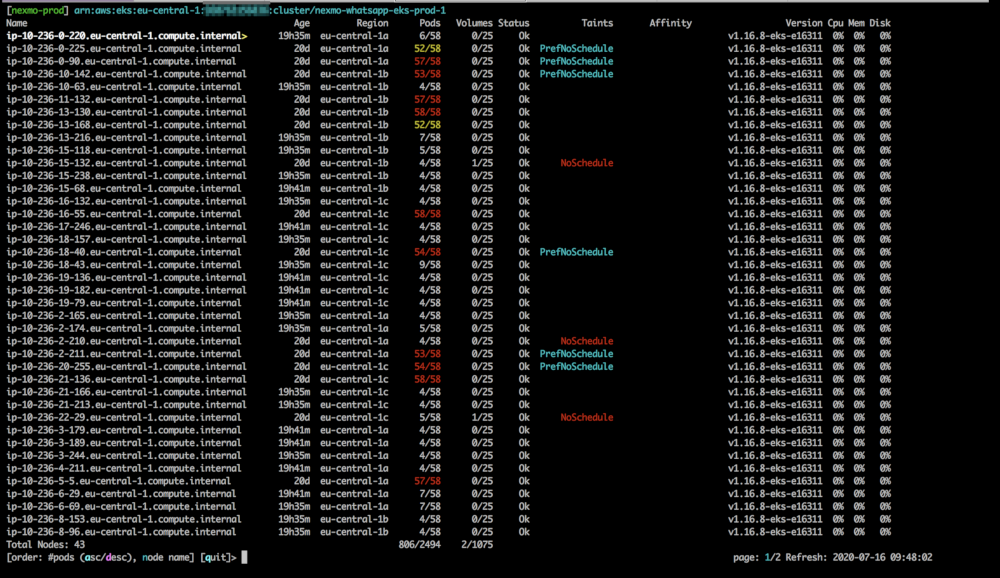 [nexmo-prod] arn:aws:eks:eu-central-1: :cluster/nexmo-whatsapp-eks-prod-1
Name Age Region Pods Volumes Status Taints Affinity Version Cpu Mem Disk
ip-10-236-0-220.eu-central-1.compute.internal> 19h35m eu-central-1a 6/58 0/25 Ok v1.16.8-eks-e16311 0% 0% 0%
ip-10-236-0-225.eu-central-1.compute.internal 20d eu-central-1a 52/58 0/25 Ok PrefNoSchedule v1.16.8-eks-e16311 0% 0% 0%
ip-10-236-0-90.eu-central-1.compute.internal 20d eu-central-1a 57/58 0/25 Ok PrefNoSchedule v1.16.8-eks-e16311 0% 0% 0%
ip-10-236-10-142.eu-central-1.compute.internal 20d eu-central-1b 53/58 0/25 Ok PrefNoSchedule v1.16.8-eks-e16311 0% 0% 0%
ip-10-236-10-63.eu-central-1.compute.internal 19h35m eu-central-1b 4/58 0/25 Ok v1.16.8-eks-e16311 0% 0% 0%
ip-10-236-11-132.eu-central-1.compute.internal 20d eu-central-1b 57/58 0/25 Ok v1.16.8-eks-e16311 0% 0% 0%
ip-10-236-13-130.eu-central-1.compute.internal 20d eu-central-1b 58/58 0/25 Ok v1.16.8-eks-e16311 0% 0% 0%
ip-10-236-13-168.eu-central-1.compute.internal 20d eu-central-1b 52/58 0/25 Ok v1.16.8-eks-e16311 0% 0% 0%
ip-10-236-13-216.eu-central-1.compute.internal 19h35m eu-central-1b 7/58 0/25 Ok v1.16.8-eks-e16311 0% 0% 0%
ip-10-236-15-118.eu-central-1.compute.internal 19h35m eu-central-1b 5/58 0/25 Ok v1.16.8-eks-e16311 0% 0% 0%
ip-10-236-15-132.eu-central-1.compute.internal 20d eu-central-1b 4/58 1/25 Ok NoSchedule v1.16.8-eks-e16311 0% 0% 0%
ip-10-236-15-238.eu-central-1.compute.internal 19h35m eu-central-1b 4/58 0/25 Ok v1.16.8-eks-e16311 0% 0% 0%
ip-10-236-15-68.eu-central-1.compute.internal 19h41m eu-central-1b 4/58 0/25 Ok v1.16.8-eks-e16311 0% 0% 0%
ip-10-236-16-132.eu-central-1.compute.internal 19h35m eu-central-1c 4/58 0/25 Ok v1.16.8-eks-e16311 0% 0% 0%
ip-10-236-16-55.eu-central-1.compute.internal 20d eu-central-1c 58/58 0/25 Ok v1.16.8-eks-e16311 0% 0% 0%
ip-10-236-17-246.eu-central-1.compute.internal 19h41m eu-central-1c 4/58 0/25 Ok v1.16.8-eks-e16311 0% 0% 0%
ip-10-236-18-157.eu-central-1.compute.internal 19h35m eu-central-1c 4/58 0/25 Ok v1.16.8-eks-e16311 0% 0% 0%
ip-10-236-18-40.eu-central-1.compute.internal 20d eu-central-1c 54/58 0/25 Ok PrefNoSchedule v1.16.8-eks-e16311 0% 0% 0%
ip-10-236-18-43.eu-central-1.compute.internal 19h35m eu-central-1c 9/58 0/25 Ok v1.16.8-eks-e16311 0% 0% 0%
ip-10-236-19-136.eu-central-1.compute.internal 19h41m eu-central-1c 4/58 0/25 Ok v1.16.8-eks-e16311 0% 0% 0%
ip-10-236-19-182.eu-central-1.compute.internal 19h41m eu-central-1c 4/58 0/25 Ok v1.16.8-eks-e16311 0% 0% 0%
ip-10-236-19-79.eu-central-1.compute.internal 19h41m eu-central-1c 4/58 0/25 Ok v1.16.8-eks-e16311 0% 0% 0%
ip-10-236-2-165.eu-central-1.compute.internal 19h35m eu-central-1a 4/58 0/25 Ok v1.16.8-eks-e16311 0% 0% 0%
ip-10-236-2-174.eu-central-1.compute.internal 19h35m eu-central-1a 5/58 0/25 Ok v1.16.8-eks-e16311 0% 0% 0%
ip-10-236-2-210.eu-central-1.compute.internal 20d eu-central-1a 4/58 0/25 Ok NoSchedule v1.16.8-eks-e16311 0% 0% 0%
ip-10-236-2-211.eu-central-1.compute.internal 20d eu-central-1a 53/58 0/25 Ok PrefNoSchedule v1.16.8-eks-e16311 0% 0% 0%
ip-10-236-20-255.eu-central-1.compute.internal 20d eu-central-1c 54/58 0/25 Ok PrefNoSchedule v1.16.8-eks-e16311 0% 0% 0%
ip-10-236-21-136.eu-central-1.compute.internal 20d eu-central-1c 58/58 0/25 Ok v1.16.8-eks-e16311 0% 0% 0%
ip-10-236-21-166.eu-central-1.compute.internal 19h35m eu-central-1c 4/58 0/25 Ok v1.16.8-eks-e16311 0% 0% 0%
ip-10-236-21-213.eu-central-1.compute.internal 19h35m eu-central-1c 4/58 0/25 Ok v1.16.8-eks-e16311 0% 0% 0%
ip-10-236-22-29.eu-central-1.compute.internal 20d eu-central-1c 5/58 1/25 Ok NoSchedule v1.16.8-eks-e16311 0% 0% 0%
ip-10-236-3-179.eu-central-1.compute.internal 19h41m eu-central-1a 4/58 0/25 Ok v1.16.8-eks-e16311 0% 0% 0%
ip-10-236-3-189.eu-central-1.compute.internal 19h41m eu-central-1a 4/58 0/25 Ok v1.16.8-eks-e16311 0% 0% 0%
ip-10-236-3-244.eu-central-1.compute.internal 19h35m eu-central-1a 4/58 0/25 Ok v1.16.8-eks-e16311 0% 0% 0%
ip-10-236-4-211.eu-central-1.compute.internal 19h41m eu-central-1a 4/58 0/25 Ok v1.16.8-eks-e16311 0% 0% 0%
ip-10-236-5-5.eu-central-1.compute.internal 20d eu-central-1a 57/58 0/25 Ok v1.16.8-eks-e16311 0% 0% 0%
ip-10-236-6-29.eu-central-1.compute.internal 19h41m eu-central-1a 7/58 0/25 Ok v1.16.8-eks-e16311 0% 0% 0%
ip-10-236-6-69.eu-central-1.compute.internal 19h35m eu-central-1a 7/58 0/25 Ok v1.16.8-eks-e16311 0% 0% 0%
ip-10-236-8-153.eu-central-1.compute.internal 19h35m eu-central-1b 4/58 0/25 Ok v1.16.8-eks-e16311 0% 0% 0%
ip-10-236-8-96.eu-central-1.compute.internal 19h35m eu-central-1b 4/58 0/25 Ok v1.16.8-eks-e16311 0% 0% 0%
Total Nodes: 43 806/2494 2/1075
[order: #pods (asc/desc), node name] [quit]> page: 1/2 Refresh: 2020-07-16 09:48:02